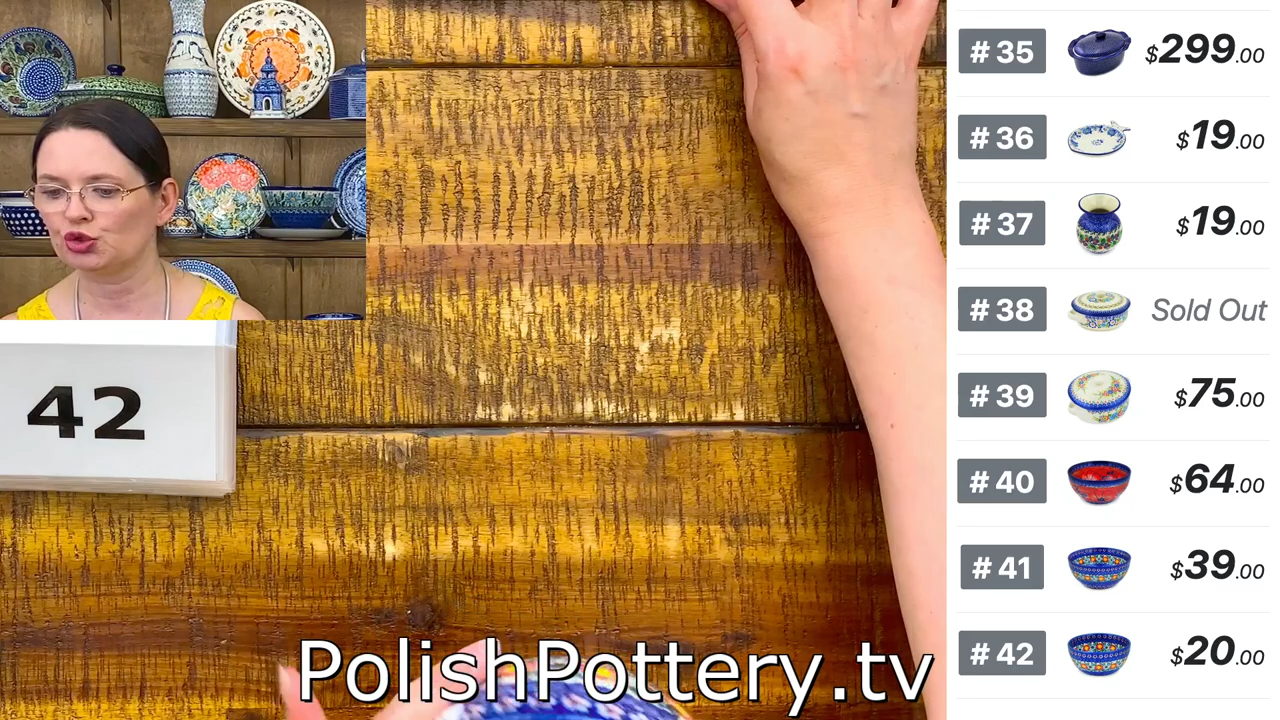 42
PolishPottery.tv
# 35 $299.00
# 36 $19.00
# 37 $19.00
# 38 Sold Out
# 39 $75.00
# 40 $64.00
# 41 $39.00
# 42 $20.00